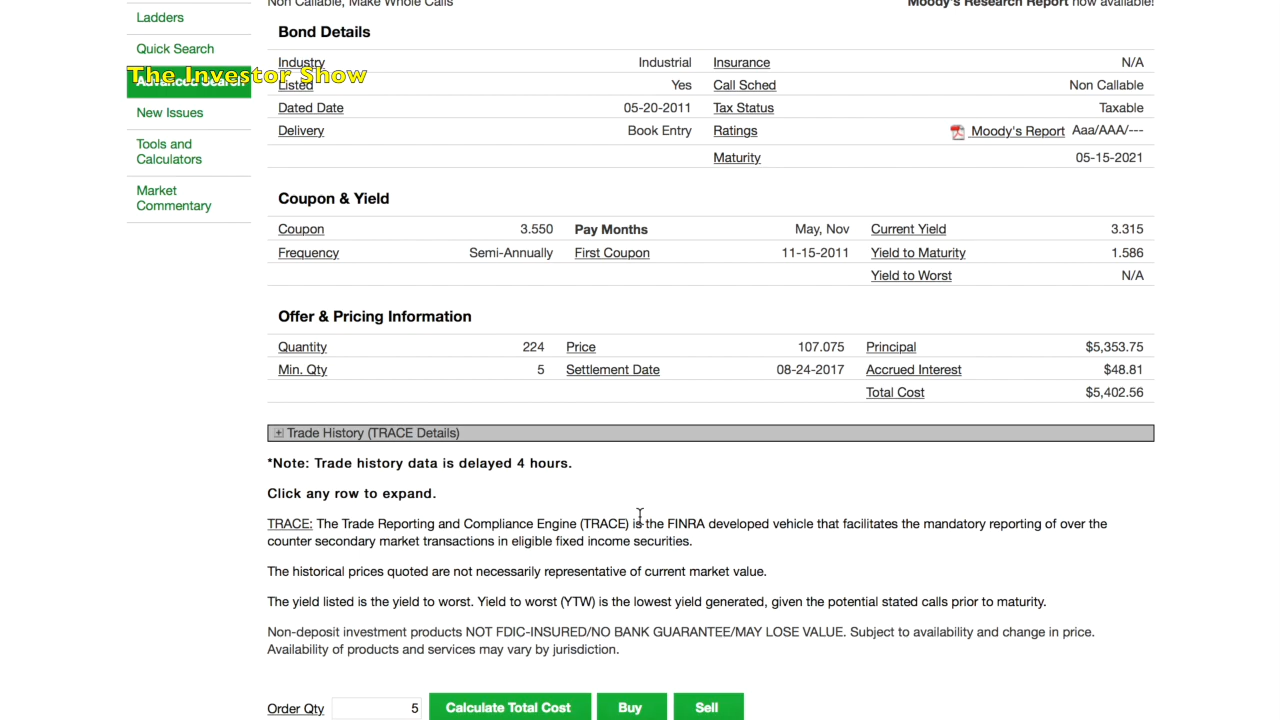 Non Callable, Make Whole Calls
Moody's Research Report now available!
Ladders
Quick Search
Advanced Search
The Investor Show
New Issues
Tools and
Calculators
Market
Commentary
Bond Details
Industry Industrial Insurance N/A
Listed Yes Call Sched Non Callable
Dated Date 05-20-2011 Tax Status Taxable
Delivery Book Entry Ratings Moody's Report Aaa/AAA/---
Maturity 05-15-2021
Coupon & Yield
Coupon 3.550 Pay Months May, Nov Current Yield 3.315
Frequency Semi-Annually First Coupon 11-15-2011 Yield to Maturity 1.586
Yield to Worst N/A
Offer & Pricing Information
Quantity 224 Price 107.075 Principal $5,353.75
Min. Qty 5 Settlement Date 08-24-2017 Accrued Interest $48.81
Total Cost $5,402.56
Trade History (TRACE Details)
*Note: Trade history data is delayed 4 hours.
Click any row to expand.
TRACE: The Trade Reporting and Compliance Engine (TRACE) is the FINRA developed vehicle that facilitates the mandatory reporting of over the
counter secondary market transactions in eligible fixed income securities.
The historical prices quoted are not necessarily representative of current market value.
The yield listed is the yield to worst. Yield to worst (YTW) is the lowest yield generated, given the potential stated calls prior to maturity.
Non-deposit investment products NOT FDIC-INSURED/NO BANK GUARANTEE/MAY LOSE VALUE. Subject to availability and change in price.
Availability of products and services may vary by jurisdiction.
Order Qty 5 Calculate Total Cost Buy Sell